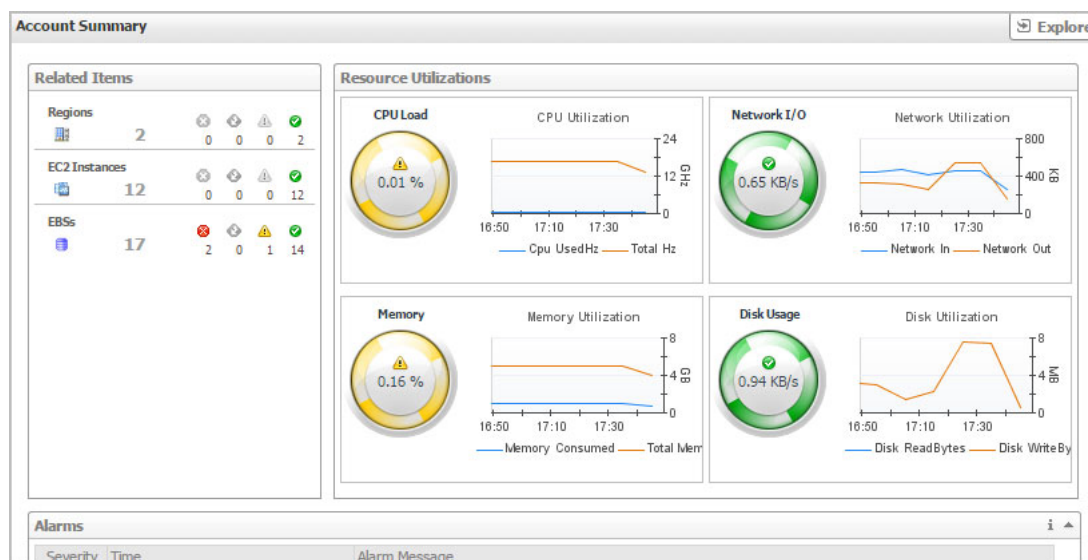 Account Summary
Explore
Related Items
Regions
2
0 0 0 2
EC2 Instances
12
0 0 0 12
EBSs
17
2 0 1 14
Resource Utilizations
CPU Load
0.01 %
CPU Utilization
24
12
0
GHz
16:50 17:10 17:30
Cpu UsedHz Total Hz
Network I/O
0.65 KB/s
Network Utilization
800
400
0
KB
16:50 17:10 17:30
Network In Network Out
Memory
0.16 %
Memory Utilization
8
4
0
GB
16:50 17:10 17:30
Memory Consumed Total Mem
Disk Usage
0.94 KB/s
Disk Utilization
8
4
0
MB
16:50 17:10 17:30
Disk ReadBytes Disk WriteBy
Alarms
i
Severity Time Alarm Message